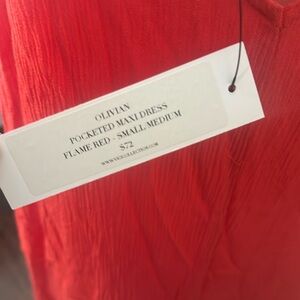 OLIVIAN
POCKETED MAXI DRESS
FLAME RED - SMALL/MEDIUM
$72